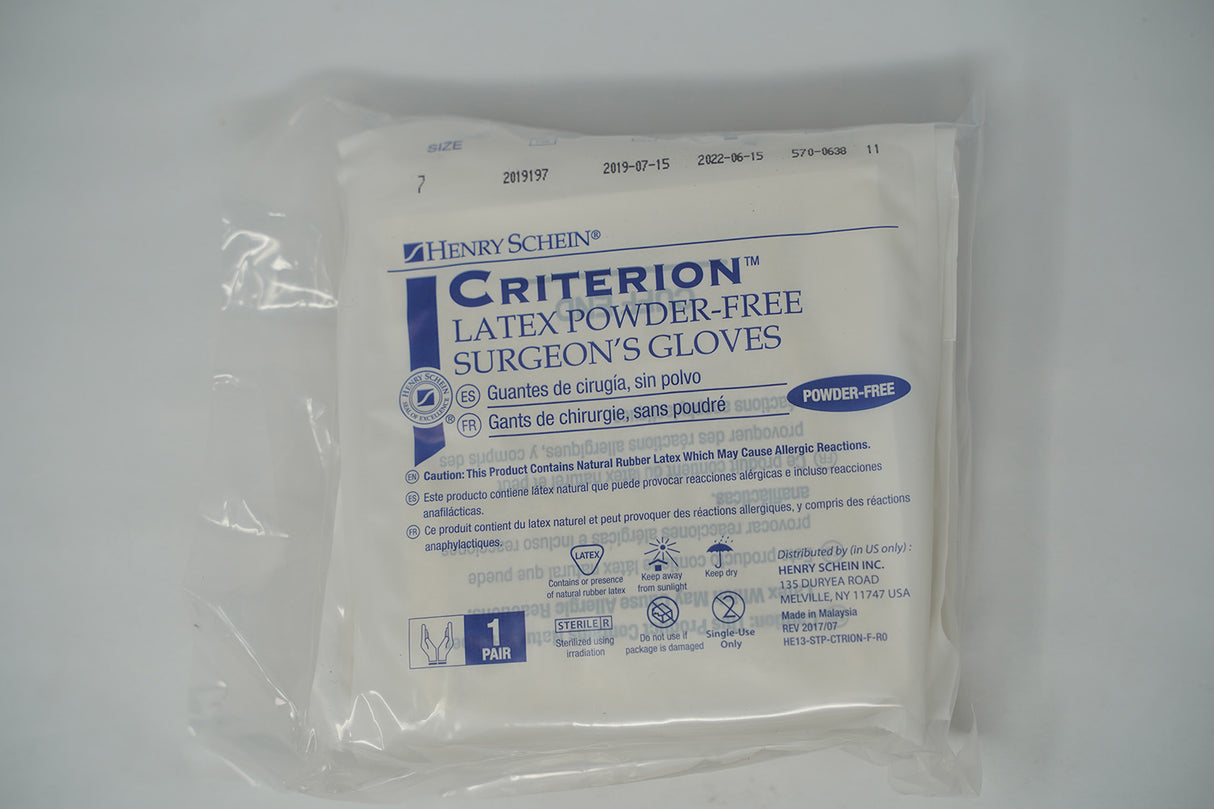 SIZE
7 2019197 2019-07-15 2022-06-15 570-0638 11
HENRY SCHEIN®
CRITERION™
LATEX POWDER-FREE
SURGEON'S GLOVES
ES Guantes de cirugía, sin polvo
FR Gants de chirurgie, sans poudré
POWDER-FREE
HENRY SCHEIN
SEAL OF EXCELLENCE ®
EN Caution: This Product Contains Natural Rubber Latex Which May Cause Allergic Reactions.
ES Este producto contiene látex natural que puede provocar reacciones alérgicas e incluso reacciones
anafilácticas.
FR Ce produit contient du latex naturel et peut provoquer des réactions allergiques, y compris des réactions
anaphylactiques.
LATEX
Contains or presence
of natural rubber latex
Keep away
from sunlight
Keep dry
STERILE R
Sterilized using
irradiation
Do not use if
package is damaged
2
Single-Use
Only
1
PAIR
Distributed by (in US only) :
HENRY SCHEIN INC.
135 DURYEA ROAD
MELVILLE, NY 11747 USA
Made in Malaysia
REV 2017/07
HE13-STP-CTRION-F-R0